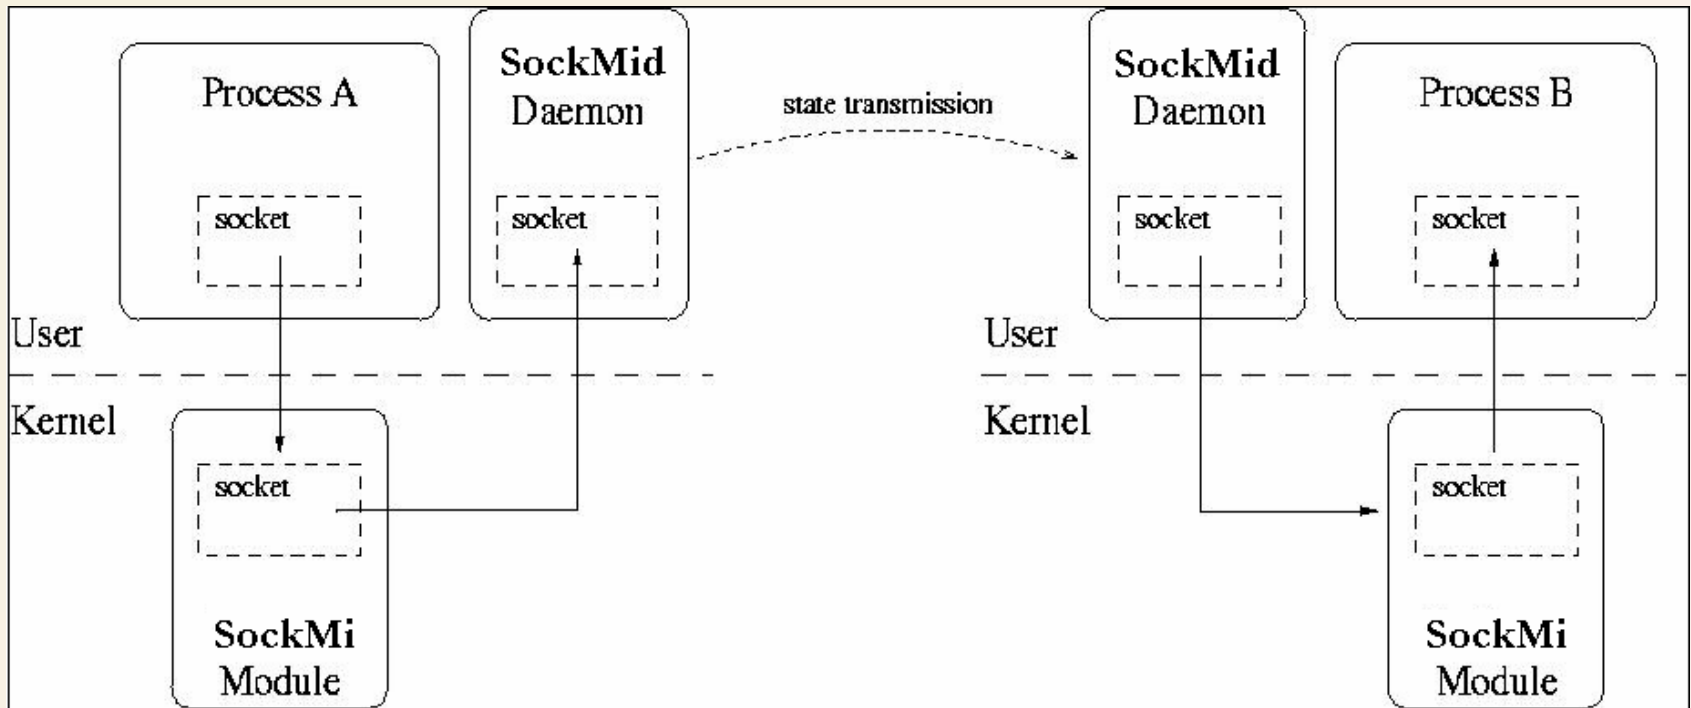 Process A
socket
SockMid
Daemon
socket
state transmission
SockMid
Daemon
socket
Process B
socket
User
Kernel
User
Kernel
socket
SockMi
Module
socket
SockMi
Module